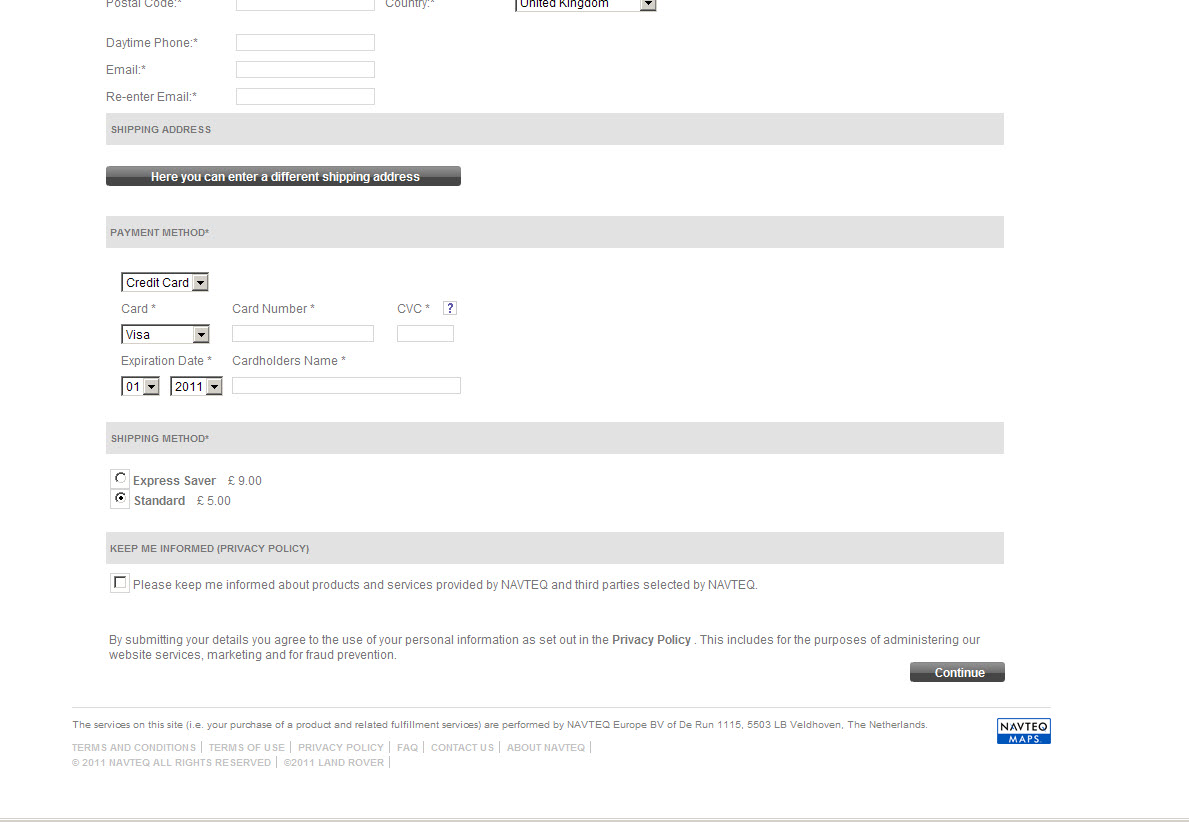 Postal Code:* Country:* United Kingdom
Daytime Phone:*
Email:*
Re-enter Email:*
SHIPPING ADDRESS
Here you can enter a different shipping address
PAYMENT METHOD*
Credit Card
Card * Card Number * CVC * ?
Visa
Expiration Date * Cardholders Name *
01 2011
SHIPPING METHOD*
Express Saver £ 9.00
Standard £ 5.00
KEEP ME INFORMED (PRIVACY POLICY)
Please keep me informed about products and services provided by NAVTEQ and third parties selected by NAVTEQ.
By submitting your details you agree to the use of your personal information as set out in the Privacy Policy . This includes for the purposes of administering our
website services, marketing and for fraud prevention.
Continue
The services on this site (i.e. your purchase of a product and related fulfillment services) are performed by NAVTEQ Europe BV of De Run 1115, 5503 LB Veldhoven, The Netherlands.
NAVTEQ
MAPS
TERMS AND CONDITIONS | TERMS OF USE | PRIVACY POLICY | FAQ | CONTACT US | ABOUT NAVTEQ |
© 2011 NAVTEQ ALL RIGHTS RESERVED | ©2011 LAND ROVER |